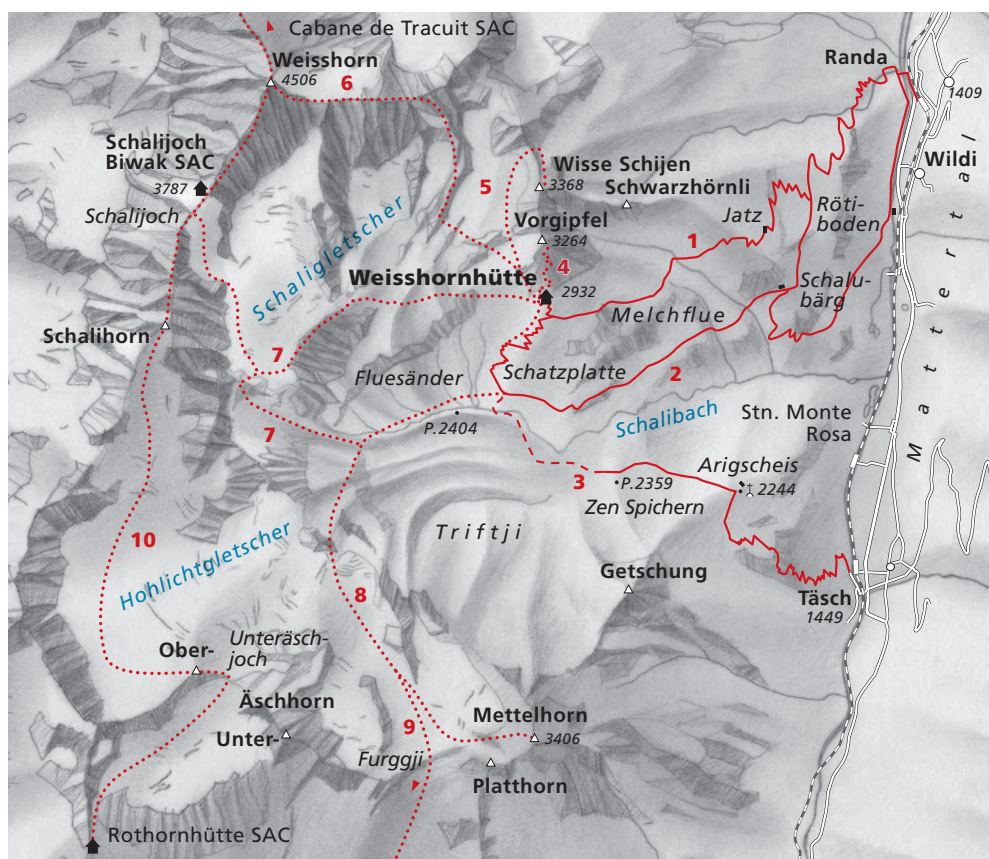 Cabane de Tracuit SAC
Weisshorn
4506
6
Randa
1409
Schalijoch
Biwak SAC
3787
Schalijoch
Wildi
5
Wisse Schijen
3368
Schwarzhörnli
Vorgipfel
3264
Jatz
Röti-
boden
1
Schaligletscher
4
Weisshornhütte
2932
Schalu-
bärg
Melchflue
Mattertal
Schalihorn
7
Fluesänder
Schatzplatte
2
P.2404
Schalibach
Stn. Monte
Rosa
7
3
P.2359
Zen Spichern
Arigscheis
2244
Triftji
10
Hohlichtgletscher
8
Getschung
Täsch
1449
Ober-
Unteräsch-
joch
Äschhorn
Unter-
9
Mettelhorn
3406
Furggji
Platthorn
Rothornhütte SAC